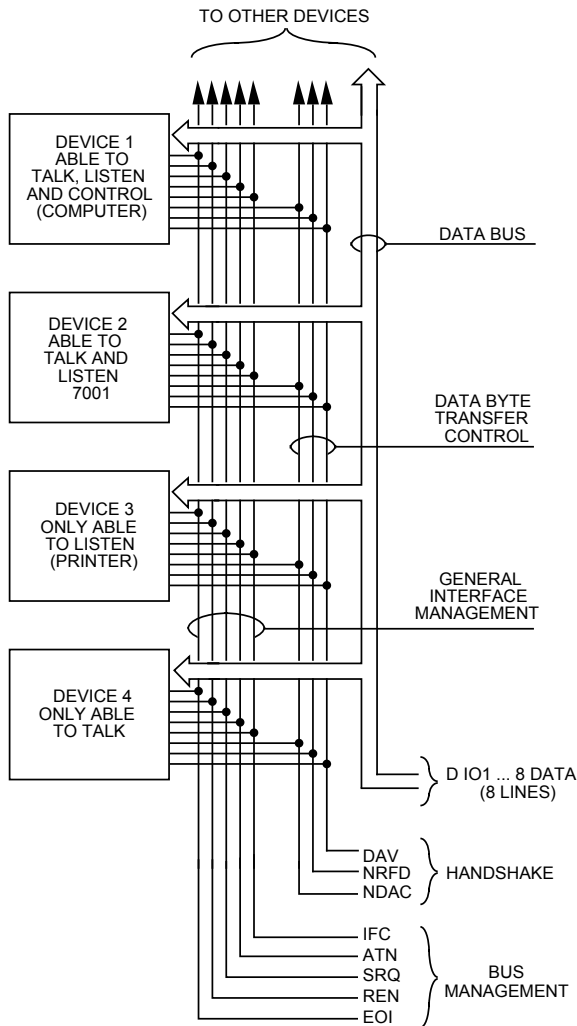 TO OTHER DEVICES
DEVICE 1
ABLE TO
TALK, LISTEN
AND CONTROL
(COMPUTER)
DATA BUS
DEVICE 2
ABLE TO
TALK AND
LISTEN
7001
DATA BYTE
TRANSFER
CONTROL
DEVICE 3
ONLY ABLE
TO LISTEN
(PRINTER)
GENERAL
INTERFACE
MANAGEMENT
DEVICE 4
ONLY ABLE
TO TALK
D IO1 ... 8 DATA
(8 LINES)
DAV
NRFD
NDAC
HANDSHAKE
IFC
ATN
SRQ
REN
EOI
BUS
MANAGEMENT